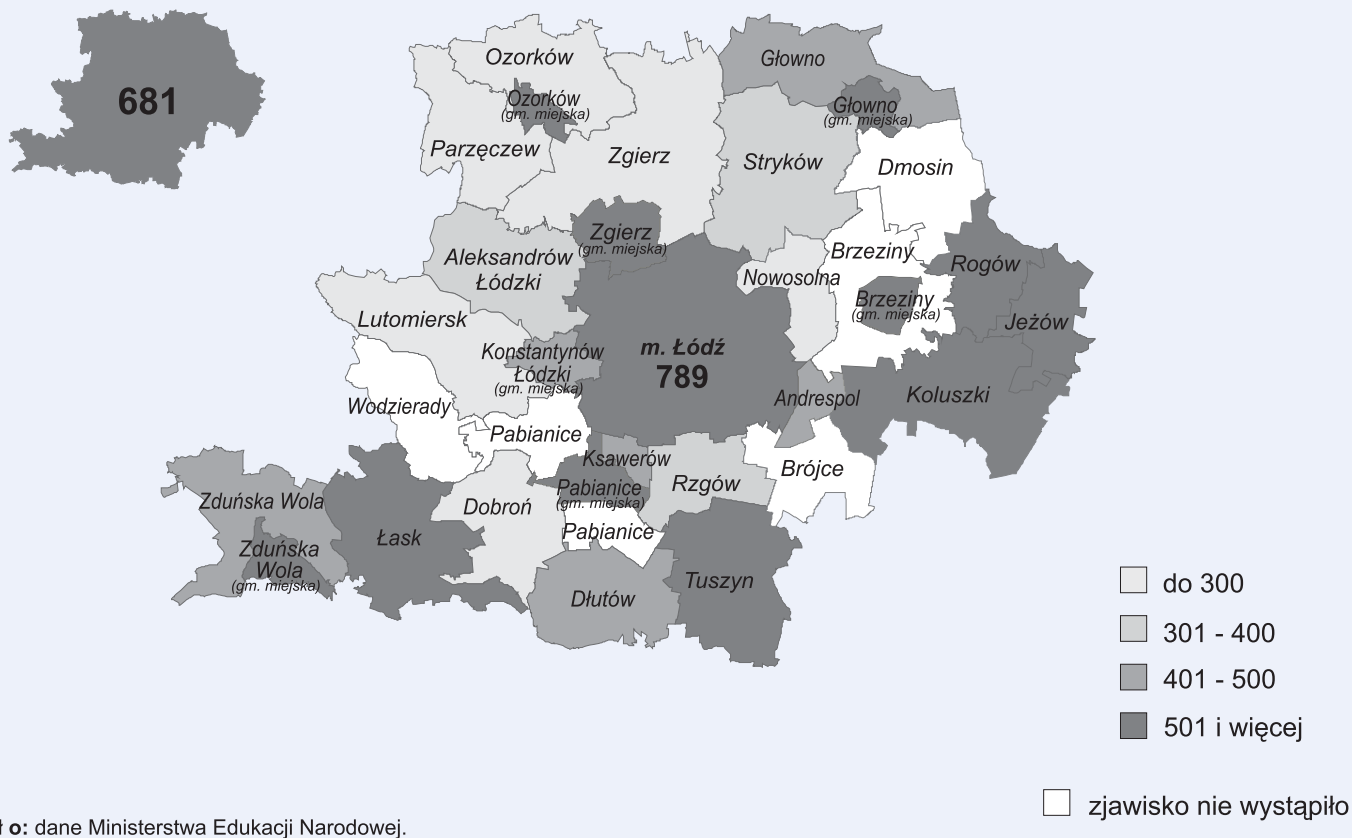 681
Ozorków
Ozorków
(gm. miejska)
Parzęczew
Zgierz
Głowno
Głowno
(gm. miejska)
Stryków
Dmosin
Zgierz
(gm. miejska)
Aleksandrów
Łódzki
Brzeziny
Rogów
Nowosolna
Brzeziny
(gm. miejska)
Jeżów
Lutomiersk
Konstantynów
Łódzki
(gm. miejska)
m. Łódź
789
Andrespol
Koluszki
Wodzierady
Pabianice
Ksawerów
Brójce
Pabianice
(gm. miejska)
Rzgów
Zduńska Wola
Dobroń
Łask
Pabianice
Zduńska
Wola
(gm. miejska)
Dłutów
Tuszyn
do 300
301 - 400
401 - 500
501 i więcej
zjawisko nie wystąpiło
o: dane Ministerstwa Edukacji Narodowej.